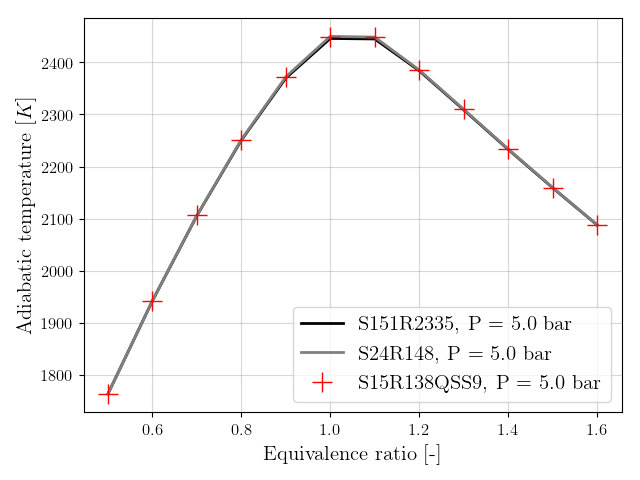 Adiabatic temperature [K]
2400
2300
2200
2100
2000
1900
1800
S151R2335, P = 5.0 bar
S24R148, P = 5.0 bar
S15R138QSS9, P = 5.0 bar
0.6 0.8 1.0 1.2 1.4 1.6
Equivalence ratio [-]